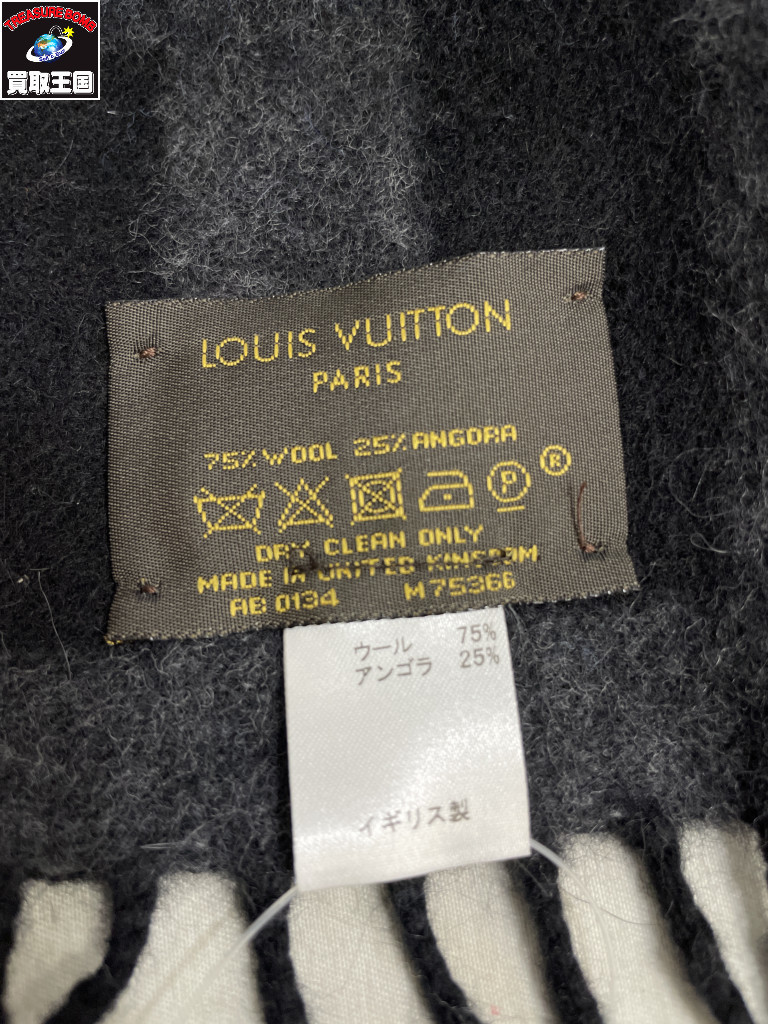 TREASURE BOMB
買取王国
LOUIS VUITTON
PARIS
75% WOOL 25% ANGORA
P ®
DRY CLEAN ONLY
MADE IN UNITED KINGDOM
AB 0134 M75366
ウール 75%
アンゴラ 25%
イギリス製